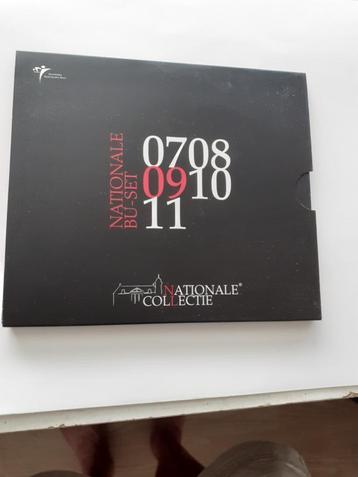 NATIONALE
BU-SET
0708
0910
11
NATIONALE®
COLLECTIE